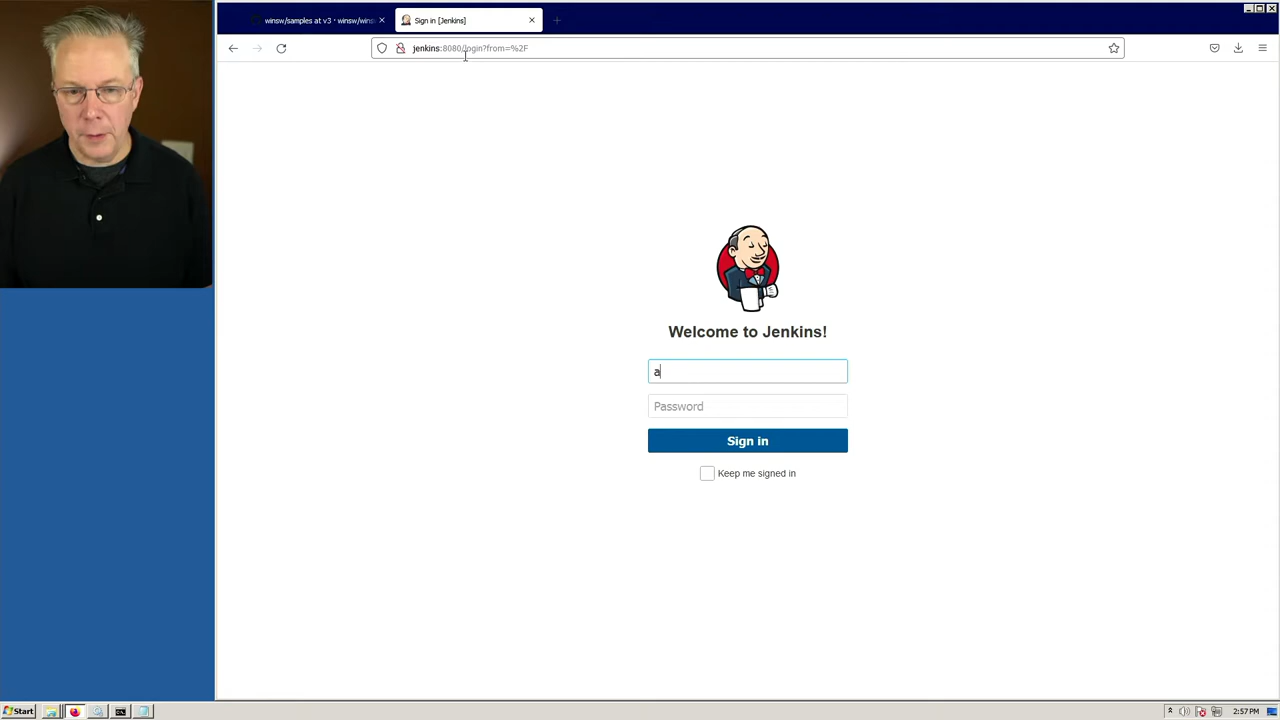 winsw/samples at v3 · winsw/wins
Sign in [Jenkins]
jenkins:8080/login?from=%2F
Welcome to Jenkins!
a
Password
Sign in
Keep me signed in
Start
2:57 PM